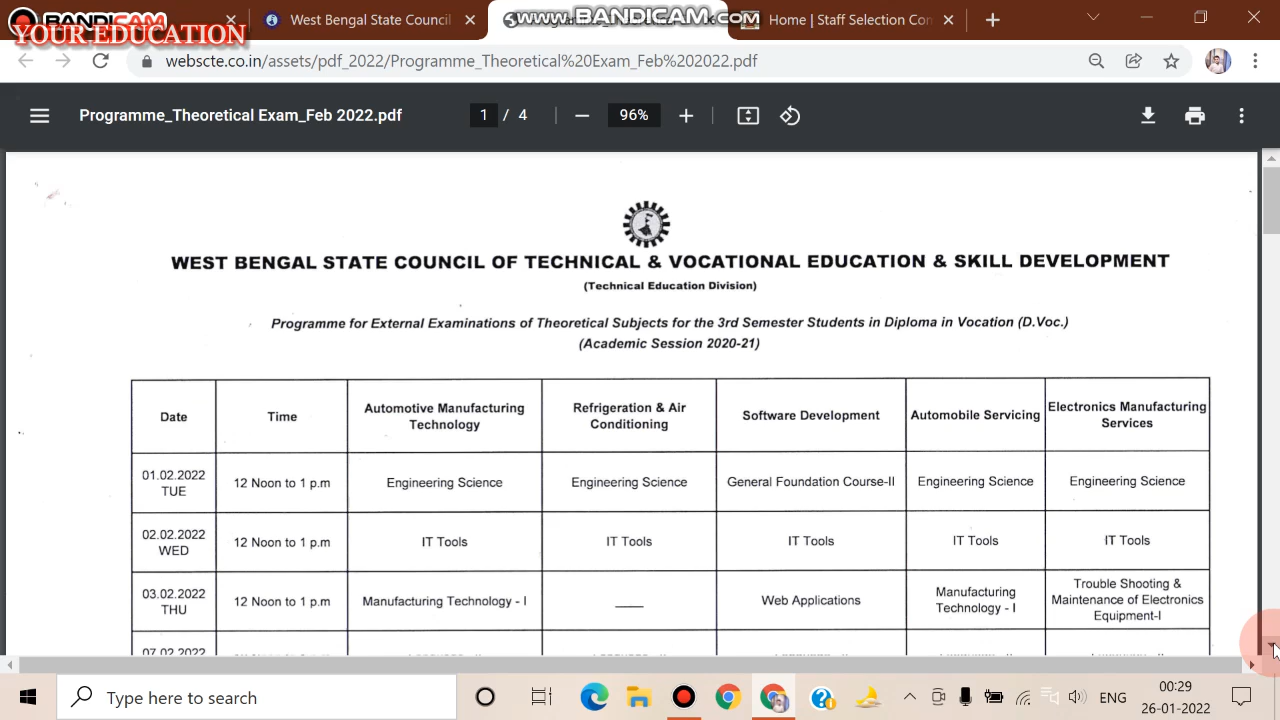 BANDICAM
YOUR EDUCATION
West Bengal State Council
WWW.BANDICAM.COM
Home | Staff Selection Con
webscte.co.in/assets/pdf_2022/Programme_Theoretical%20Exam_Feb%202022.pdf
Programme_Theoretical Exam_Feb 2022.pdf 1 / 4 96%
WEST BENGAL STATE COUNCIL OF TECHNICAL & VOCATIONAL EDUCATION & SKILL DEVELOPMENT
(Technical Education Division)
Programme for External Examinations of Theoretical Subjects for the 3rd Semester Students in Diploma in Vocation (D.Voc.)
(Academic Session 2020-21)
Date Time Automotive Manufacturing Technology Refrigeration & Air Conditioning Software Development Automobile Servicing Electronics Manufacturing Services
01.02.2022 TUE 12 Noon to 1 p.m Engineering Science Engineering Science General Foundation Course-II Engineering Science Engineering Science
02.02.2022 WED 12 Noon to 1 p.m IT Tools IT Tools IT Tools IT Tools IT Tools
03.02.2022 THU 12 Noon to 1 p.m Manufacturing Technology - I Web Applications Manufacturing Technology - I Trouble Shooting & Maintenance of Electronics Equipment-I
07.02.2022
Type here to search
ENG
00:29
26-01-2022